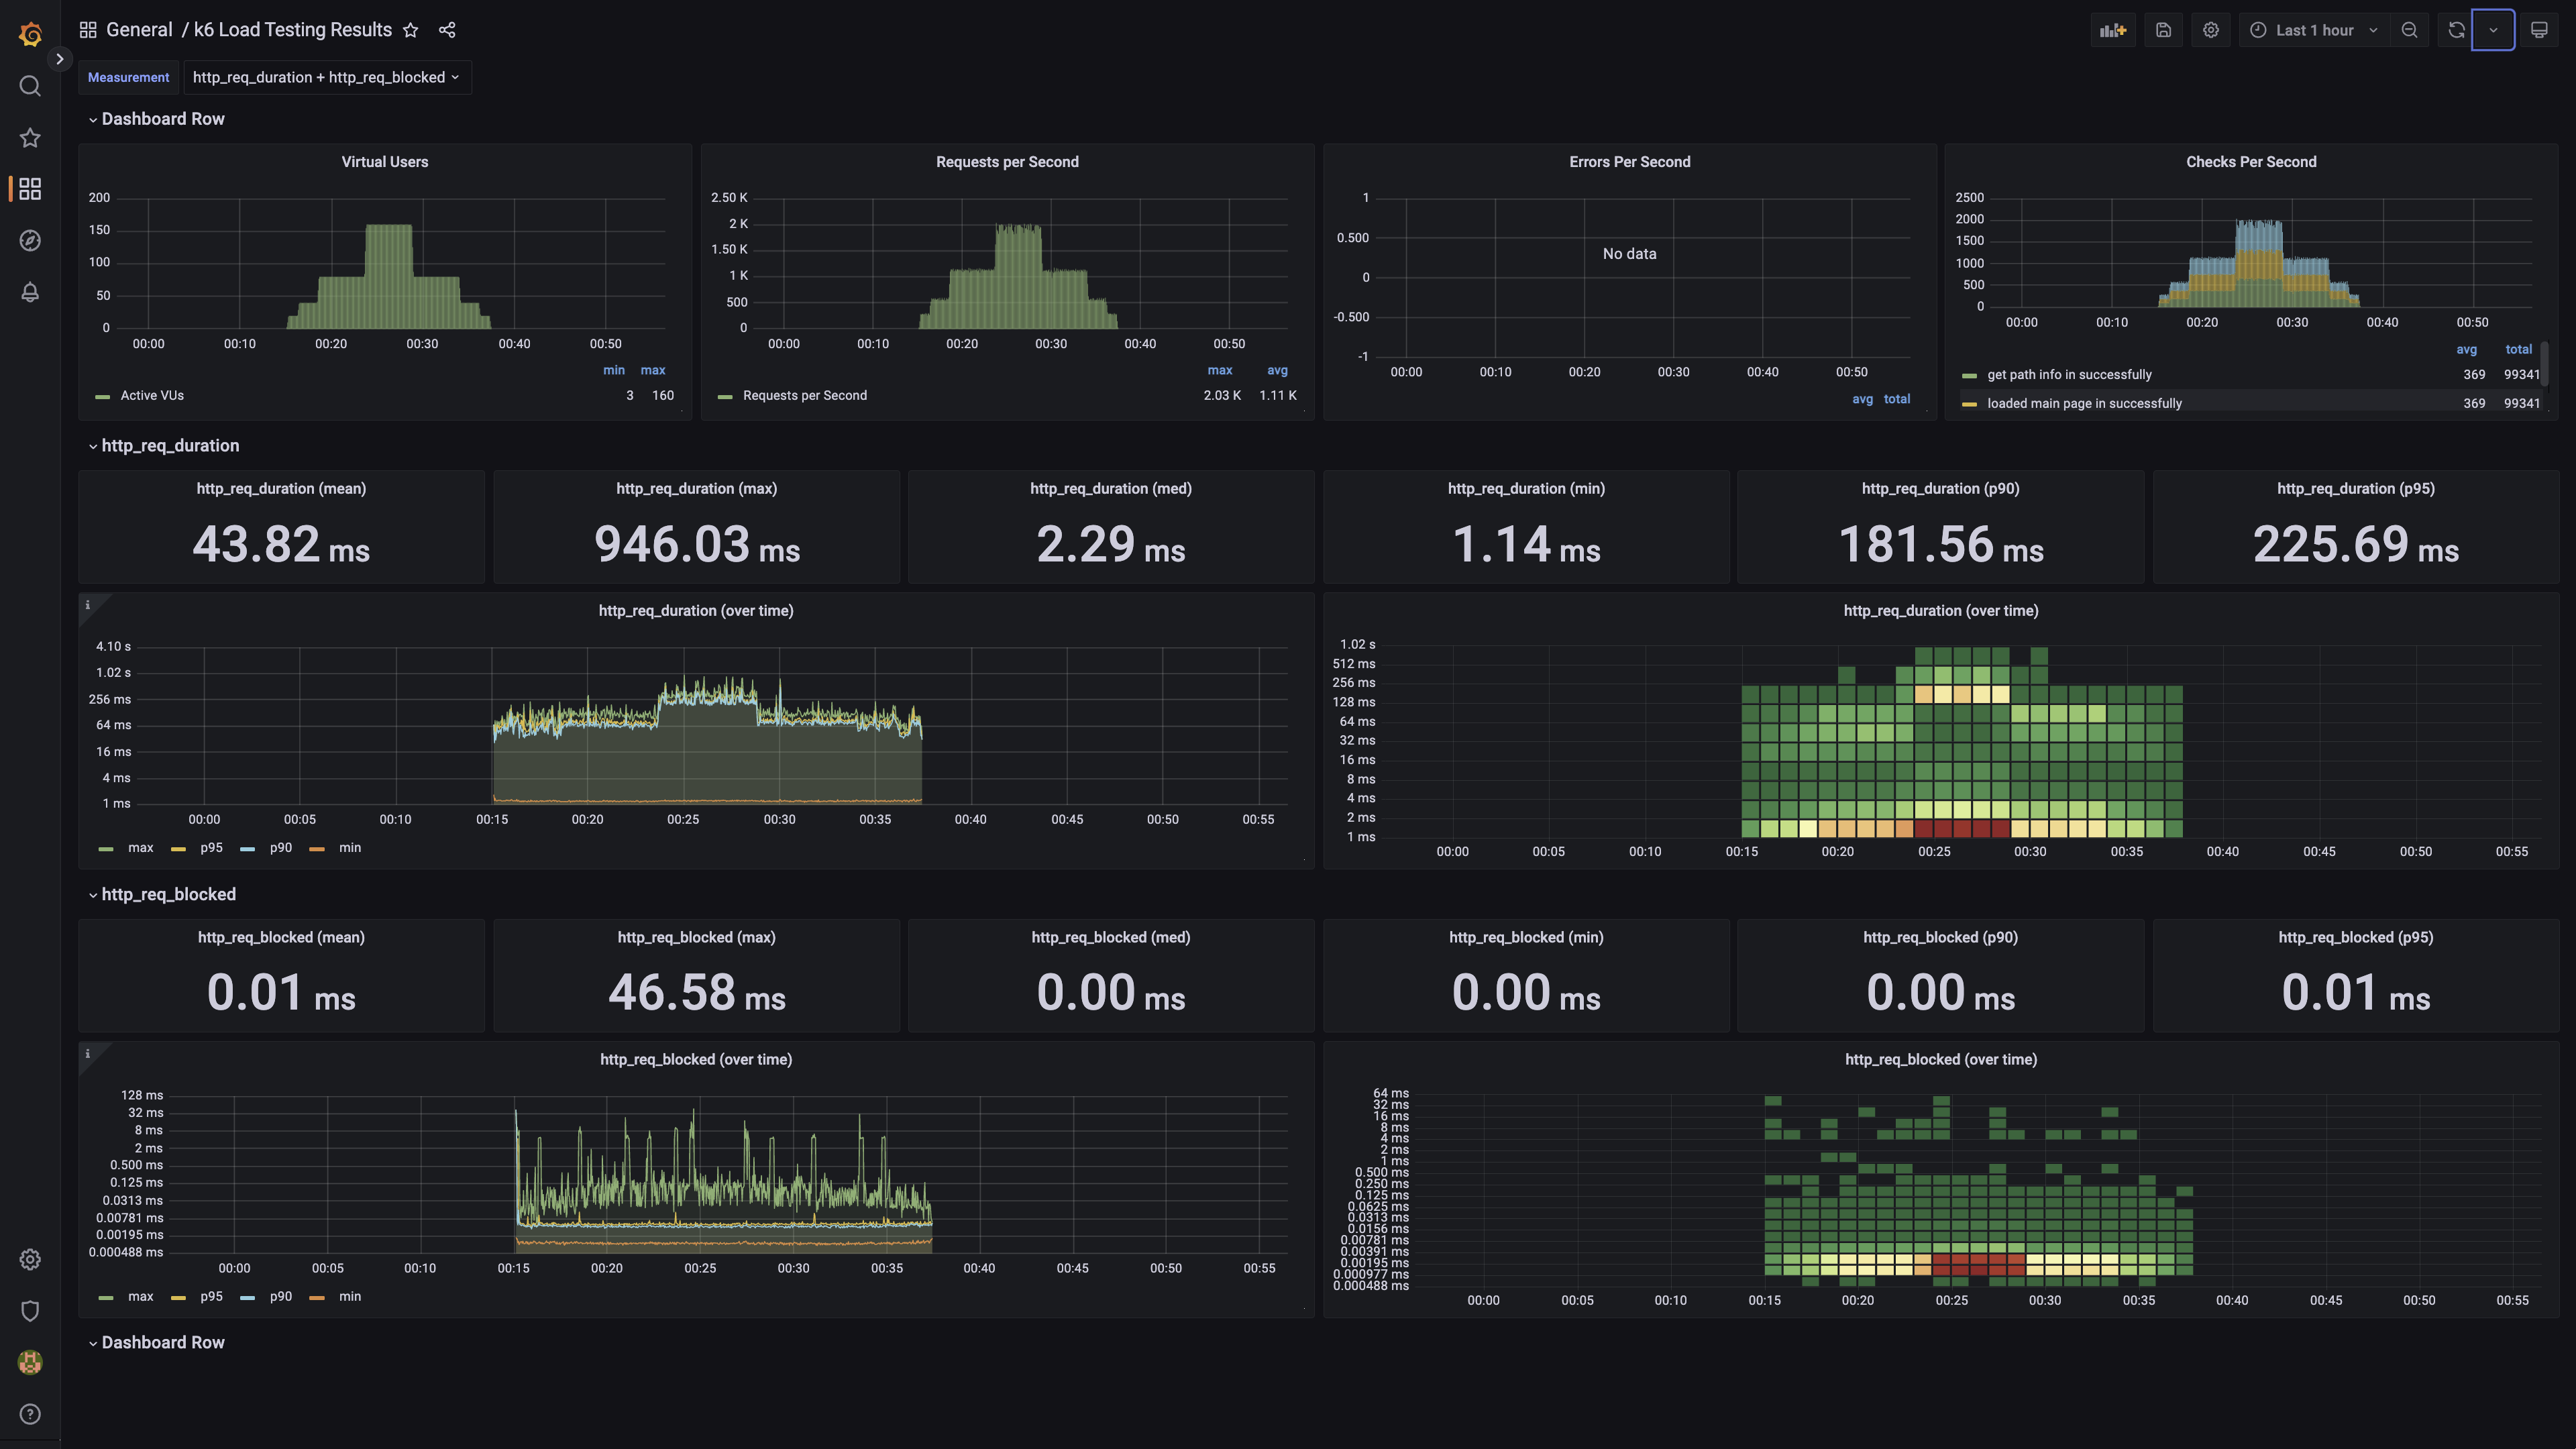 General / k6 Load Testing Results
Last 1 hour
Measurement http_req_duration + http_req_blocked
Dashboard Row
Virtual Users
200
150
100
50
0
00:00 00:10 00:20 00:30 00:40 00:50
min max
Active VUs 3 160
Requests per Second
2.50 K
2 K
1.50 K
1 K
500
0
00:00 00:10 00:20 00:30 00:40 00:50
max avg
Requests per Second 2.03 K 1.11 K
Errors Per Second
1
0.500
0
-0.500
-1
No data
00:00 00:10 00:20 00:30 00:40 00:50
avg total
Checks Per Second
2500
2000
1500
1000
500
0
00:00 00:10 00:20 00:30 00:40 00:50
avg total
get path info in successfully 369 99341
loaded main page in successfully 369 99341
http_req_duration
http_req_duration (mean)
43.82 ms
http_req_duration (max)
946.03 ms
http_req_duration (med)
2.29 ms
http_req_duration (min)
1.14 ms
http_req_duration (p90)
181.56 ms
http_req_duration (p95)
225.69 ms
http_req_duration (over time)
4.10 s
1.02 s
256 ms
64 ms
16 ms
4 ms
1 ms
00:00 00:05 00:10 00:15 00:20 00:25 00:30 00:35 00:40 00:45 00:50 00:55
max p95 p90 min
http_req_duration (over time)
1.02 s
512 ms
256 ms
128 ms
64 ms
32 ms
16 ms
8 ms
4 ms
2 ms
1 ms
00:00 00:05 00:10 00:15 00:20 00:25 00:30 00:35 00:40 00:45 00:50 00:55
http_req_blocked
http_req_blocked (mean)
0.01 ms
http_req_blocked (max)
46.58 ms
http_req_blocked (med)
0.00 ms
http_req_blocked (min)
0.00 ms
http_req_blocked (p90)
0.00 ms
http_req_blocked (p95)
0.01 ms
http_req_blocked (over time)
128 ms
32 ms
8 ms
2 ms
0.500 ms
0.125 ms
0.0313 ms
0.00781 ms
0.00195 ms
0.000488 ms
00:00 00:05 00:10 00:15 00:20 00:25 00:30 00:35 00:40 00:45 00:50 00:55
max p95 p90 min
http_req_blocked (over time)
64 ms
32 ms
16 ms
8 ms
4 ms
2 ms
1 ms
0.500 ms
0.250 ms
0.125 ms
0.0625 ms
0.0313 ms
0.0156 ms
0.00781 ms
0.00391 ms
0.00195 ms
0.000977 ms
0.000488 ms
00:00 00:05 00:10 00:15 00:20 00:25 00:30 00:35 00:40 00:45 00:50 00:55
Dashboard Row